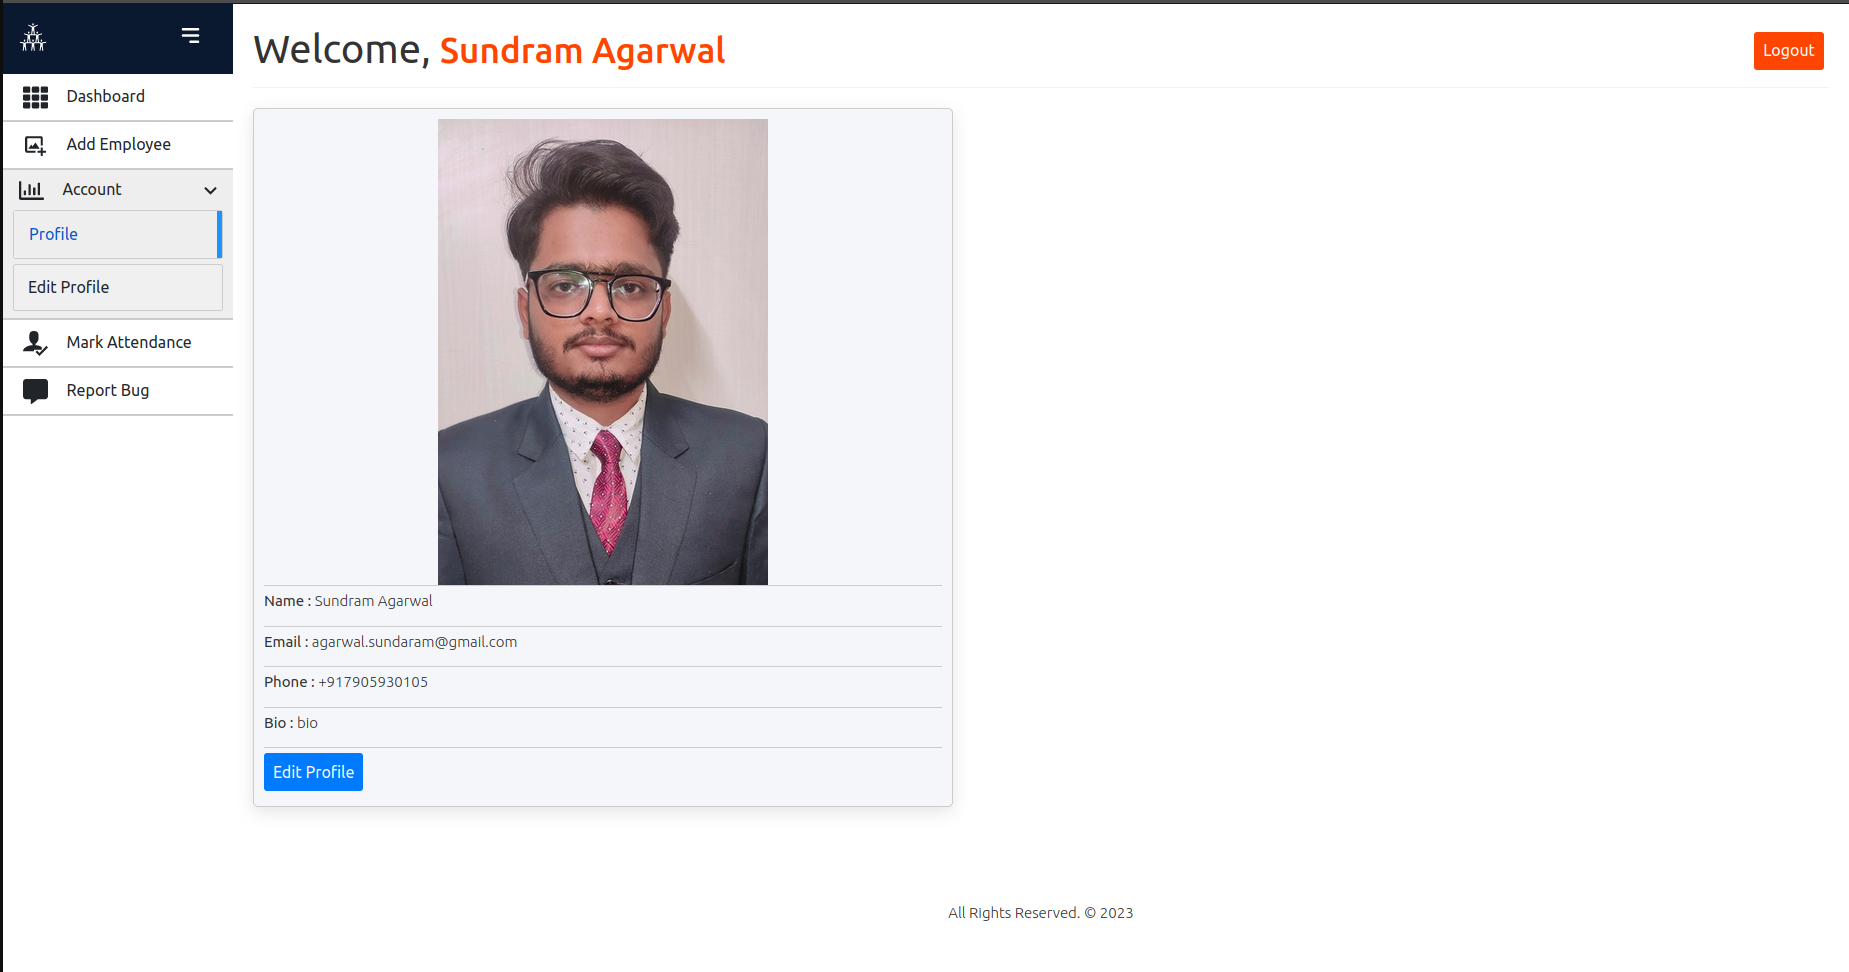 Welcome, Sundram Agarwal
Logout
Dashboard
Add Employee
Account
Profile
Edit Profile
Mark Attendance
Report Bug
Name : Sundram Agarwal
Email : agarwal.sundaram@gmail.com
Phone : +917905930105
Bio : bio
Edit Profile
All Rights Reserved. © 2023